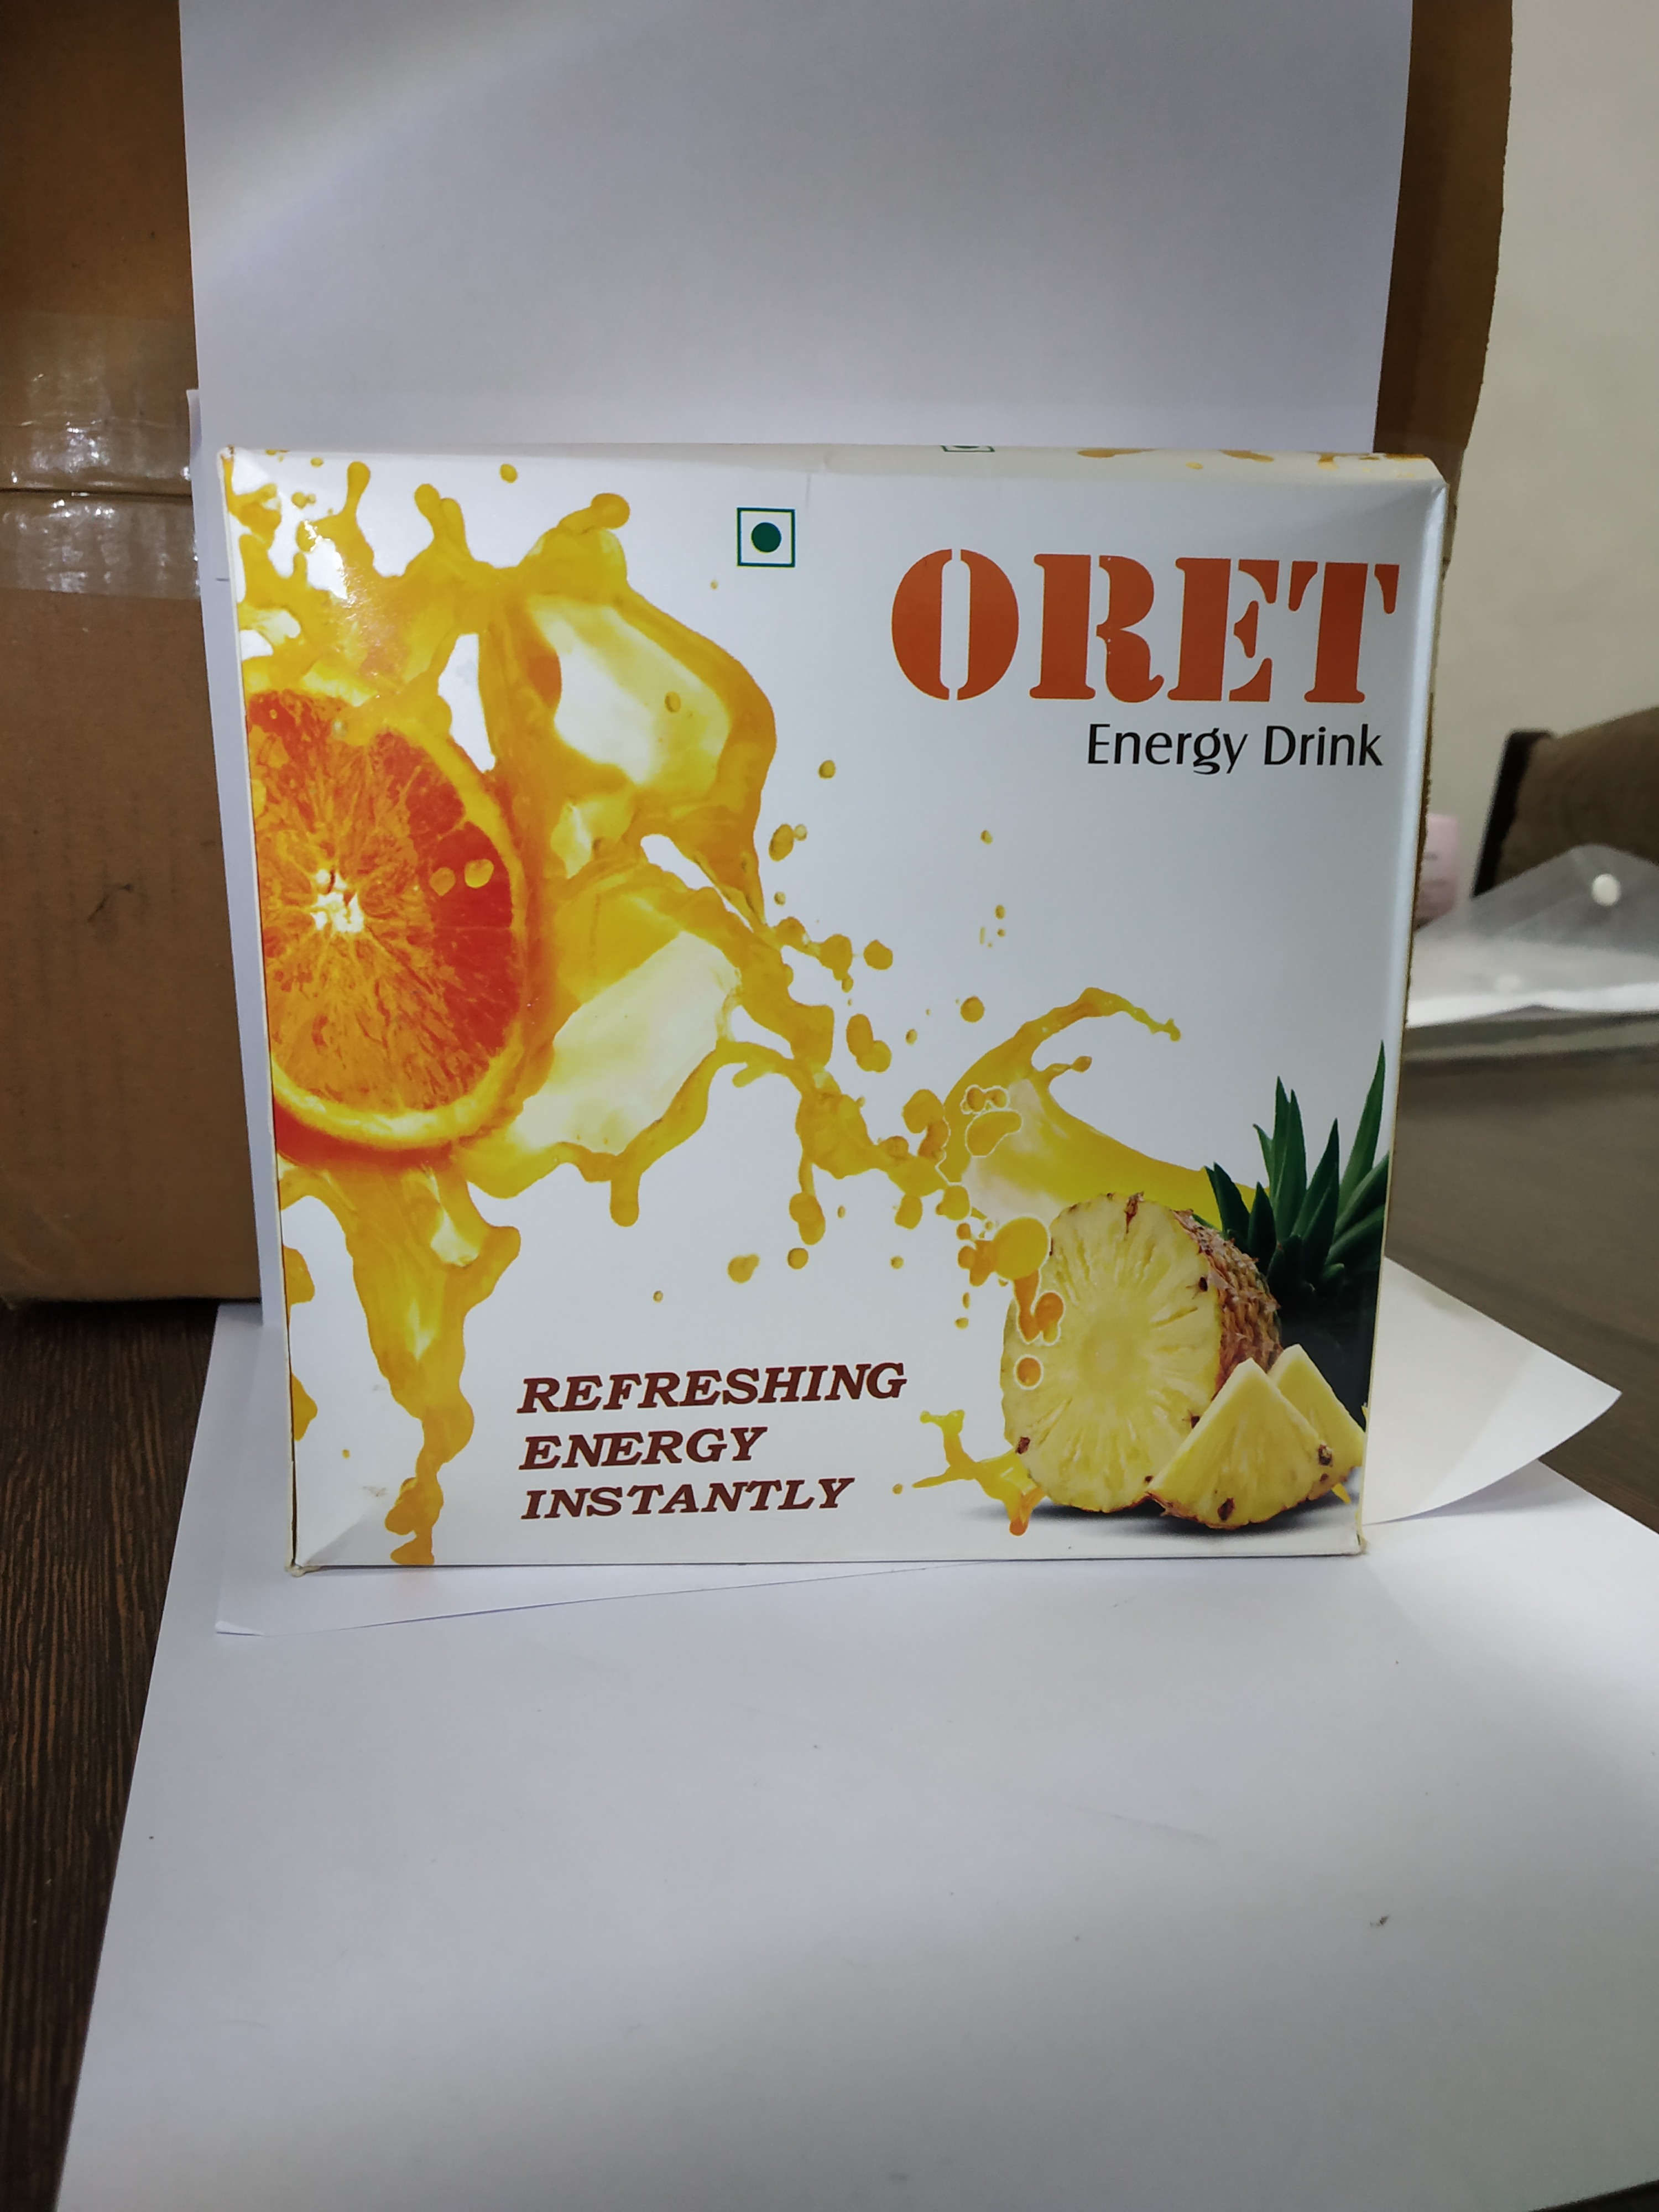 ORET
Energy Drink
REFRESHING
ENERGY
INSTANTLY